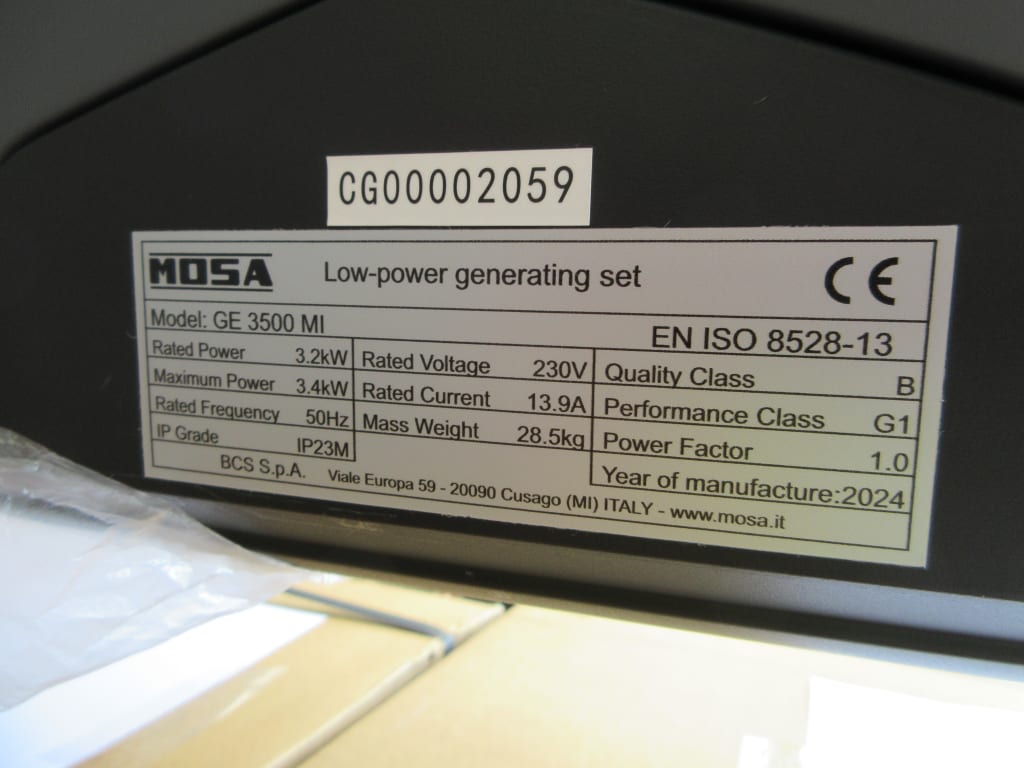 CG00002059
MOSA Low-power generating set CE
Model: GE 3500 MI EN ISO 8528-13
Rated Power 3.2kW Rated Voltage 230V Quality Class B
Maximum Power 3.4kW Rated Current 13.9A Performance Class G1
Rated Frequency 50Hz Mass Weight 28.5kg Power Factor 1.0
IP Grade IP23M Year of manufacture:2024
BCS S.p.A. Viale Europa 59 - 20090 Cusago (MI) ITALY - www.mosa.it